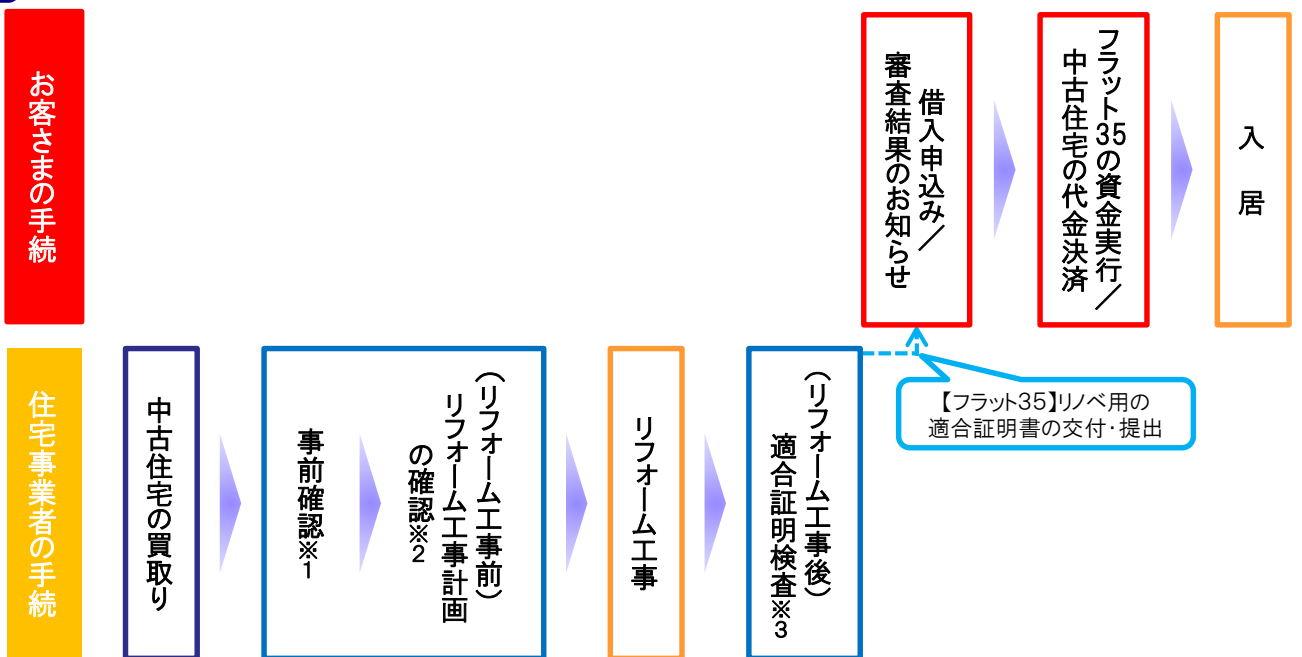 お客さまの手続
借入申込み／
審査結果のお知らせ
フラット35の資金実行／
中古住宅の代金決済
入居
住宅事業者の手続
中古住宅の買取り
事前確認※1
（リフォーム工事前）
リフォーム工事計画
の確認※2
リフォーム工事
（リフォーム工事後）
適合証明検査※3
【フラット35】リノベ用の
適合証明書の交付・提出